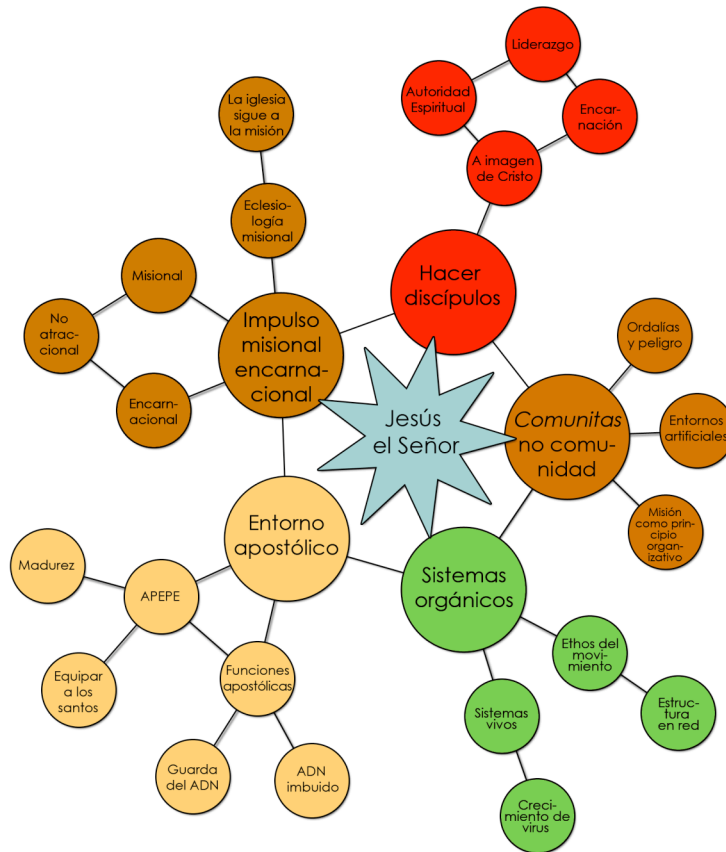 Liderazgo
Autoridad
Espiritual
Encar-
nación
A imagen
de Cristo
La iglesia
sigue a
la misión
Eclesio-
logía
misional
Misional
No
atrac-
cional
Encarn-
acional
Impulso
misional
encarna-
cional
Hacer
discípulos
Ordalías
y peligro
Entornos
artificiales
Misión
como prin-
cipio
organ-
izativo
Comunitas
no comu-
nidad
Jesús
el Señor
Entorno
apostólico
Sistemas
orgánicos
Madurez
APEPE
Equipar
a los
santos
Funciones
apostólicas
Guarda
del ADN
ADN
imbuido
Ethos del
movi-
miento
Estruc-
tura
en red
Sistemas
vivos
Creci-
miento de
virus